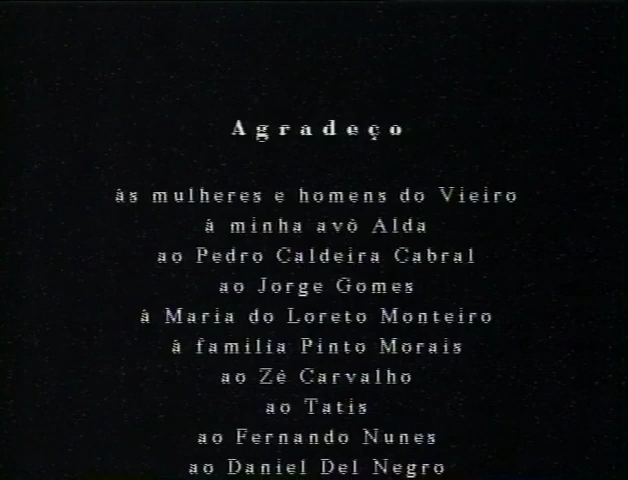 Agradeço
às mulheres e homens do Vieiro
à minha avó Alda
ao Pedro Caldeira Cabral
ao Jorge Gomes
à Maria do Loreto Monteiro
à família Pinto Morais
ao Zé Carvalho
ao Tatis
ao Fernando Nunes
ao Daniel Del Negro